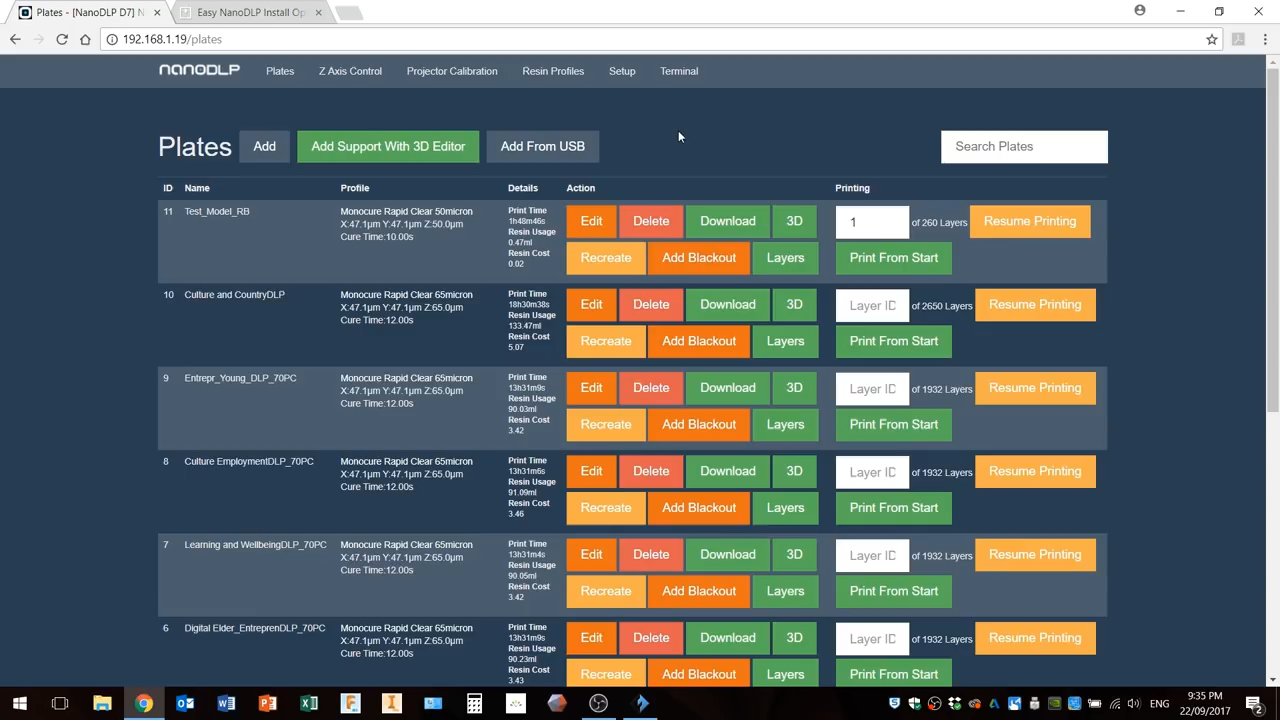 Plates - [NanoDLP D7] N
Easy NanoDLP Install Op
192.168.1.19/plates
nanoDLP Plates Z Axis Control Projector Calibration Resin Profiles Setup Terminal
Plates Add Add Support With 3D Editor Add From USB Search Plates
ID Name Profile Details Action Printing
11 Test_Model_RB Monocure Rapid Clear 50micron
X:47.1µm Y:47.1µm Z:50.0µm
Cure Time:10.00s
Print Time
1h48m46s
Resin Usage
0.47ml
Resin Cost
0.02
Edit Delete Download 3D
Recreate Add Blackout Layers
1 of 260 Layers Resume Printing
Print From Start
10 Culture and CountryDLP Monocure Rapid Clear 65micron
X:47.1µm Y:47.1µm Z:65.0µm
Cure Time:12.00s
Print Time
18h30m38s
Resin Usage
133.47ml
Resin Cost
5.07
Edit Delete Download 3D
Recreate Add Blackout Layers
Layer ID of 2650 Layers Resume Printing
Print From Start
9 Entrepr_Young_DLP_70PC Monocure Rapid Clear 65micron
X:47.1µm Y:47.1µm Z:65.0µm
Cure Time:12.00s
Print Time
13h31m9s
Resin Usage
90.03ml
Resin Cost
3.42
Edit Delete Download 3D
Recreate Add Blackout Layers
Layer ID of 1932 Layers Resume Printing
Print From Start
8 Culture EmploymentDLP_70PC Monocure Rapid Clear 65micron
X:47.1µm Y:47.1µm Z:65.0µm
Cure Time:12.00s
Print Time
13h31m6s
Resin Usage
91.09ml
Resin Cost
3.46
Edit Delete Download 3D
Recreate Add Blackout Layers
Layer ID of 1932 Layers Resume Printing
Print From Start
7 Learning and WellbeingDLP_70PC Monocure Rapid Clear 65micron
X:47.1µm Y:47.1µm Z:65.0µm
Cure Time:12.00s
Print Time
13h31m4s
Resin Usage
90.05ml
Resin Cost
3.42
Edit Delete Download 3D
Recreate Add Blackout Layers
Layer ID of 1932 Layers Resume Printing
Print From Start
6 Digital Elder_EntreprenDLP_70PC Monocure Rapid Clear 65micron
X:47.1µm Y:47.1µm Z:65.0µm
Cure Time:12.00s
Print Time
13h31m9s
Resin Usage
90.23ml
Resin Cost
3.43
Edit Delete Download 3D
Recreate Add Blackout Layers
Layer ID of 1932 Layers Resume Printing
Print From Start
ENG
9:35 PM
22/09/2017
2